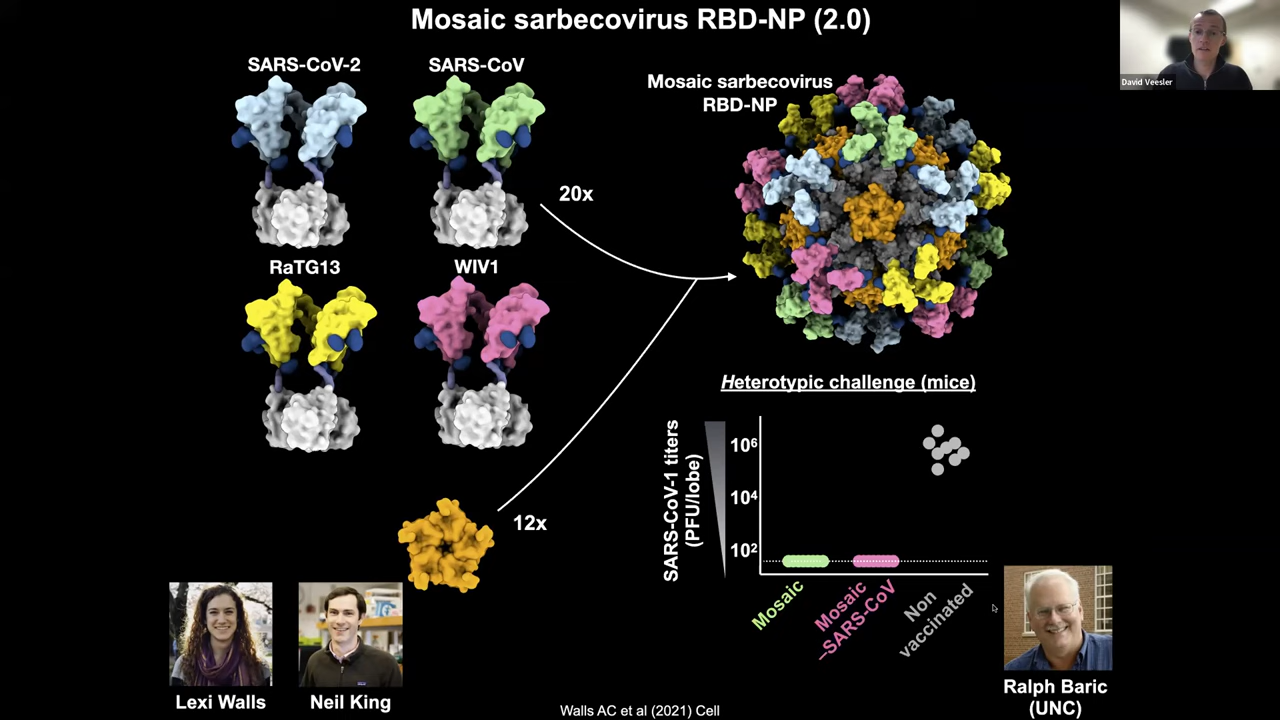 Mosaic sarbecovirus RBD-NP (2.0)
David Veesler
SARS-CoV-2
SARS-CoV
Mosaic sarbecovirus
RBD-NP
20x
RaTG13
WIV1
12x
Heterotypic challenge (mice)
SARS-CoV-1 titers
(PFU/lobe)
10⁶
10⁴
10²
Mosaic
Mosaic
–SARS-CoV
Non
vaccinated
Lexi Walls
Neil King
Ralph Baric
(UNC)
Walls AC et al (2021) Cell